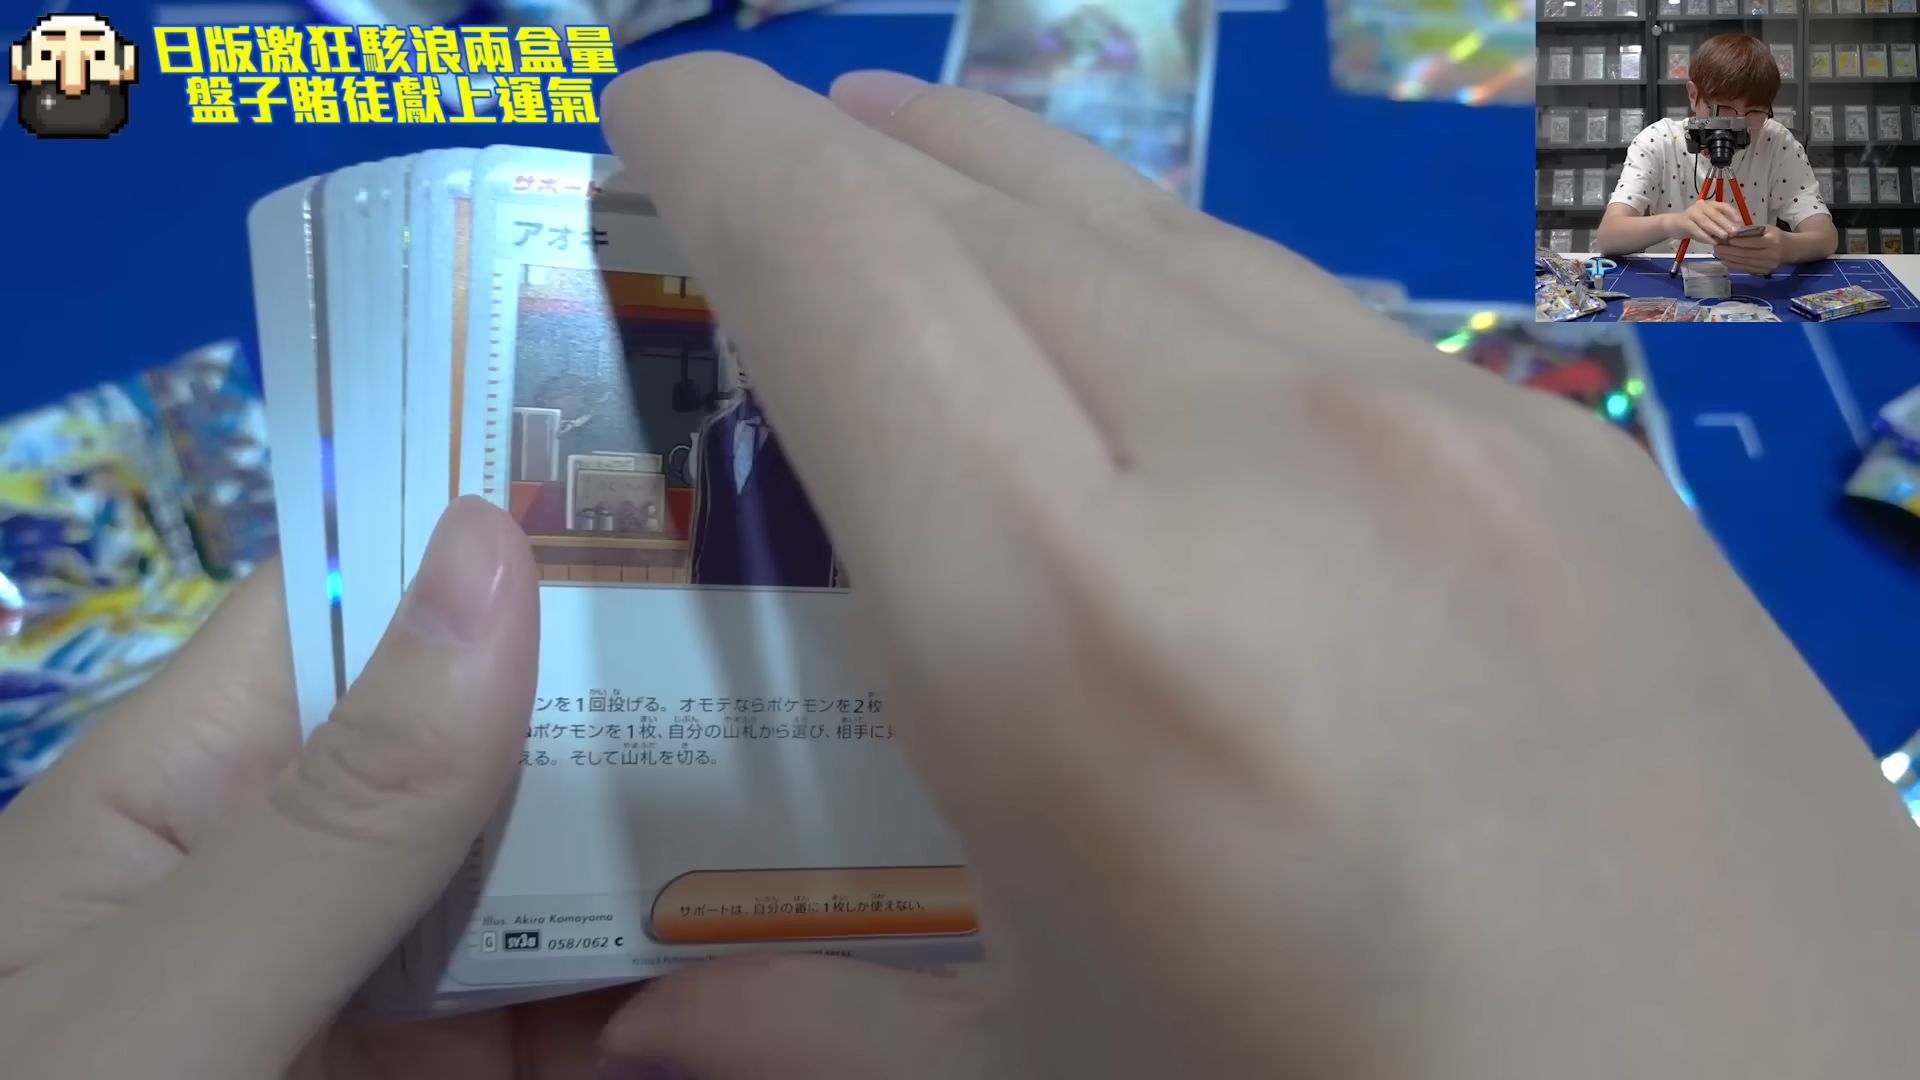 日版激狂駭浪兩盒量
盤子賭徒獻上運氣
サポート
アオキ
ンを1回投げる。オモテならポケモンを2枚
ポケモンを1枚、自分の山札から選び、相手に
える。そして山札を切る。
サポートは、自分の番に1枚しか使えない。
Illus. Akira Komayama
G sv3a 058/062 C